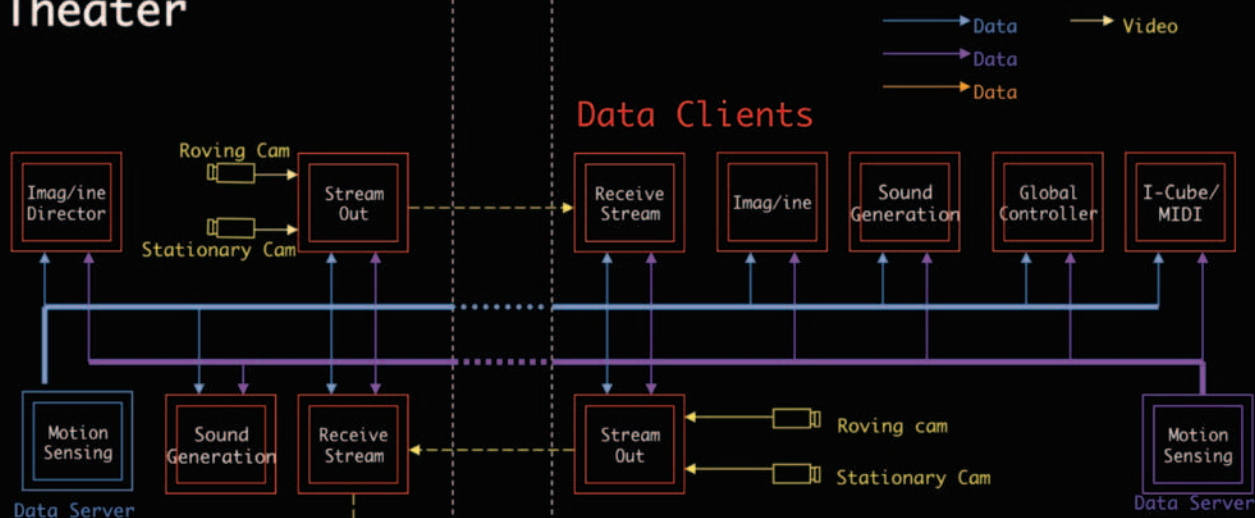 Theater
Data
Video
Data
Data
Data Clients
Roving Cam
Imag/ine
Director
Stream
Out
Stationary Cam
Receive
Stream
Imag/ine
Sound
Generation
Global
Controller
I-Cube/
MIDI
Motion
Sensing
Sound
Generation
Receive
Stream
Stream
Out
Roving cam
Stationary Cam
Motion
Sensing
Data Server
Data Server